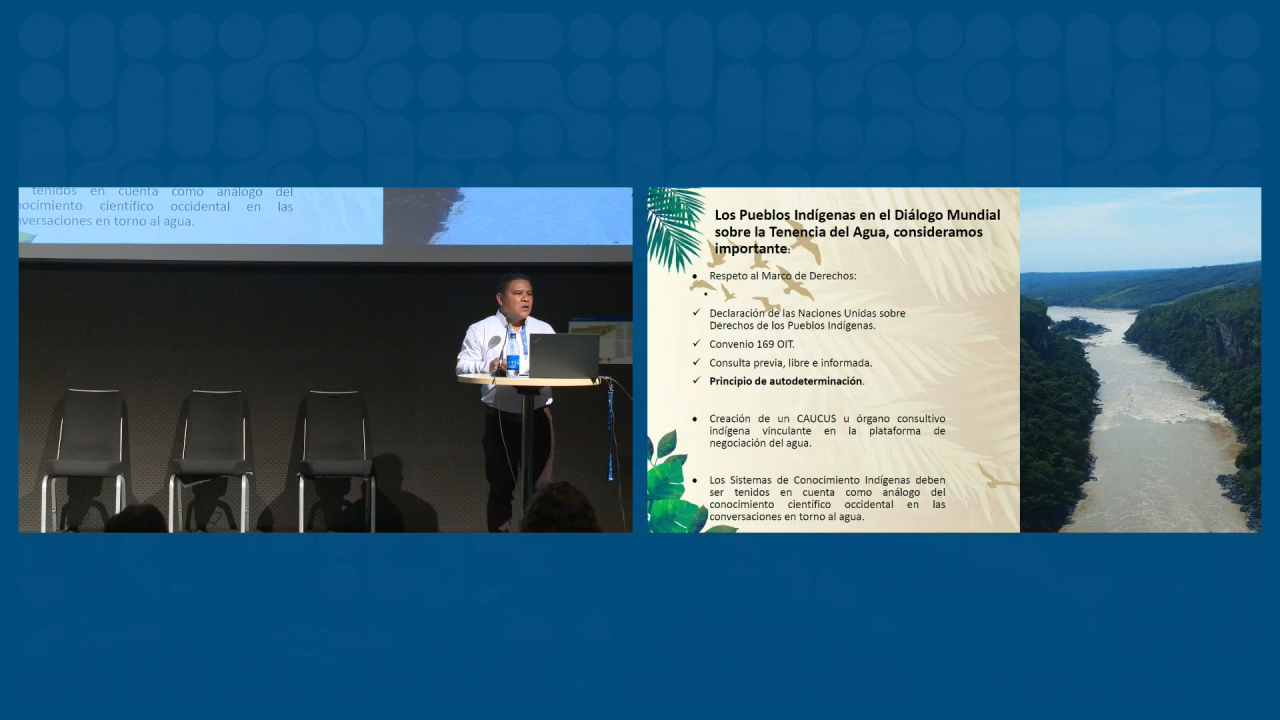 tenidos en cuenta como análogo del
ocimiento científico occidental en las
versaciones en torno al agua.
Los Pueblos Indígenas en el Diálogo Mundial
sobre la Tenencia del Agua, consideramos
importante:
• Respeto al Marco de Derechos:
•
✓ Declaración de las Naciones Unidas sobre
Derechos de los Pueblos Indígenas.
✓ Convenio 169 OIT.
✓ Consulta previa, libre e informada.
✓ Principio de autodeterminación.
• Creación de un CAUCUS u órgano consultivo
indígena vinculante en la plataforma de
negociación del agua.
• Los Sistemas de Conocimiento Indígenas deben
ser tenidos en cuenta como análogo del
conocimiento científico occidental en las
conversaciones en torno al agua.